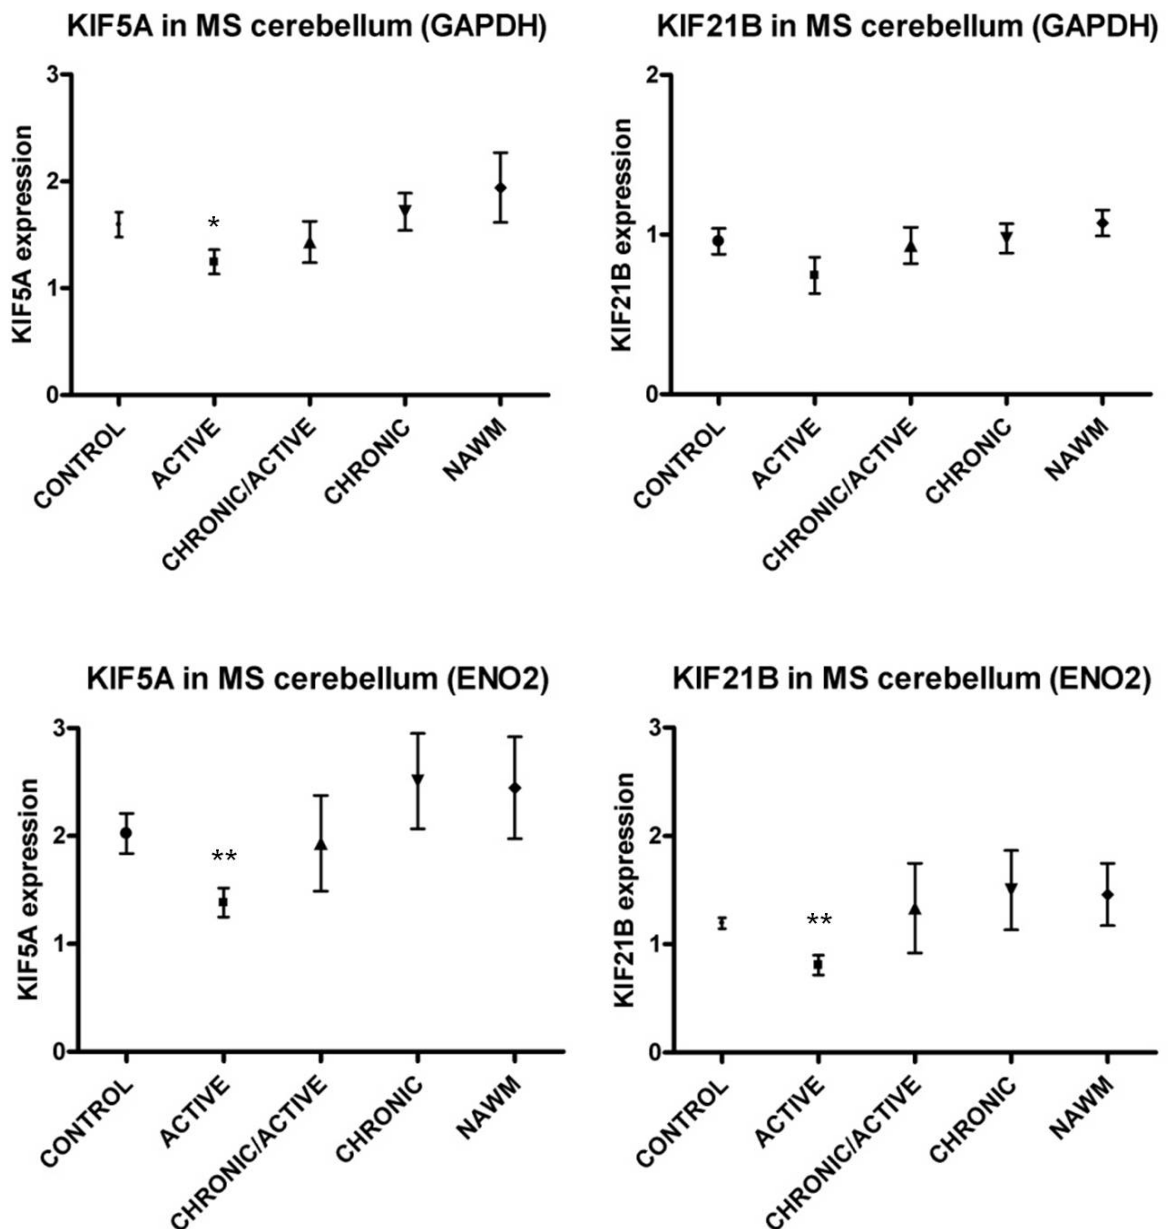 KIF5A in MS cerebellum (GAPDH)
KIF5A expression
3
2
1
0
*
CONTROL
ACTIVE
CHRONIC/ACTIVE
CHRONIC
NAWM
KIF21B in MS cerebellum (GAPDH)
KIF21B expression
2
1
0
CONTROL
ACTIVE
CHRONIC/ACTIVE
CHRONIC
NAWM
KIF5A in MS cerebellum (ENO2)
KIF5A expression
3
2
1
0
**
CONTROL
ACTIVE
CHRONIC/ACTIVE
CHRONIC
NAWM
KIF21B in MS cerebellum (ENO2)
KIF21B expression
3
2
1
0
**
CONTROL
ACTIVE
CHRONIC/ACTIVE
CHRONIC
NAWM